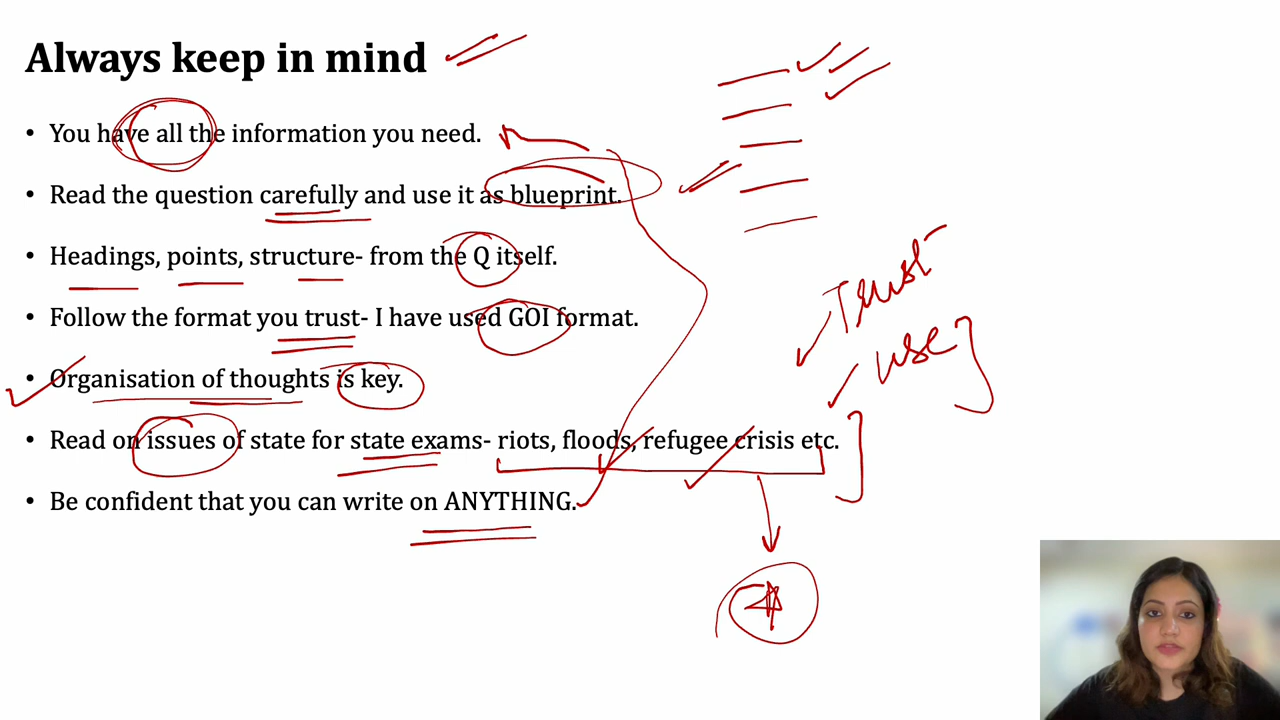 Always keep in mind
• You have all the information you need.
• Read the question carefully and use it as blueprint.
• Headings, points, structure- from the Q itself.
• Follow the format you trust- I have used GOI format.
• Organisation of thoughts is key.
• Read on issues of state for state exams- riots, floods, refugee crisis etc.
• Be confident that you can write on ANYTHING.
Trust
use